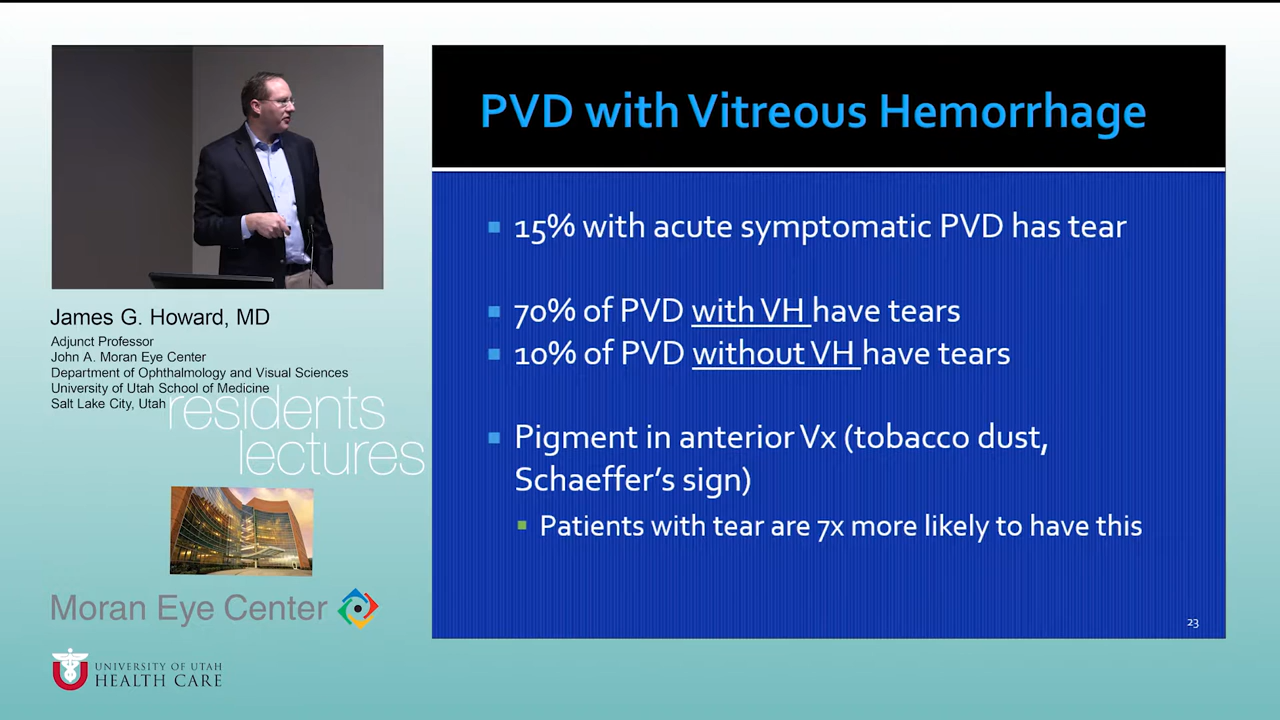 PVD with Vitreous Hemorrhage
15% with acute symptomatic PVD has tear
70% of PVD with VH have tears
10% of PVD without VH have tears
Pigment in anterior Vx (tobacco dust,
Schaeffer's sign)
Patients with tear are 7x more likely to have this
23
James G. Howard, MD
Adjunct Professor
John A. Moran Eye Center
Department of Ophthalmology and Visual Sciences
University of Utah School of Medicine
Salt Lake City, Utah
residents
lectures
Moran Eye Center
UNIVERSITY OF UTAH
HEALTH CARE